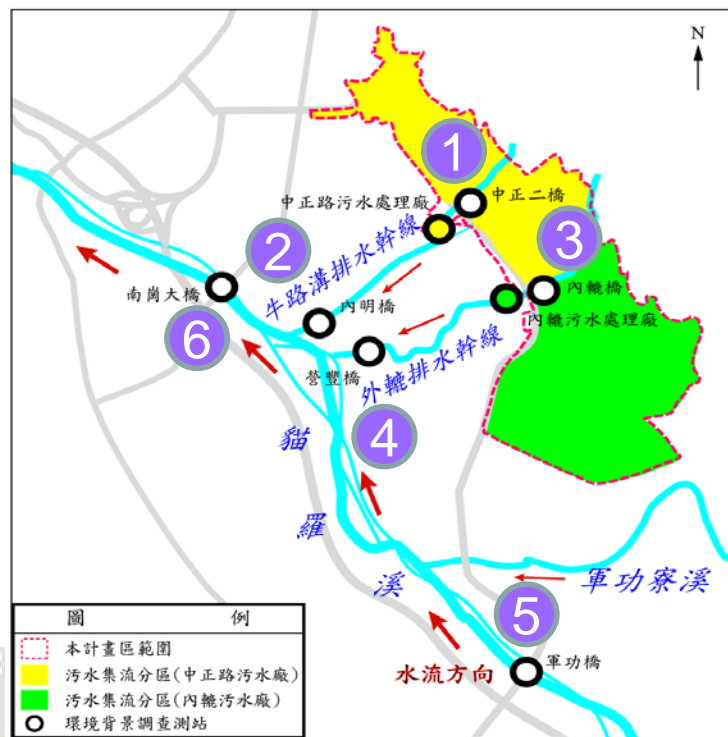 N
1
中正路污水處理廠
中正二橋
2
3
牛路溝排水幹線
南崗大橋
內明橋
內轆橋
內轆污水處理廠
6
營豐橋
外轆排水幹線
4
貓羅溪
軍功寮溪
5
水流方向
軍功橋
圖 例
本計畫區範圍
污水集流分區(中正路污水廠)
污水集流分區(內轆污水廠)
環境背景調查測站